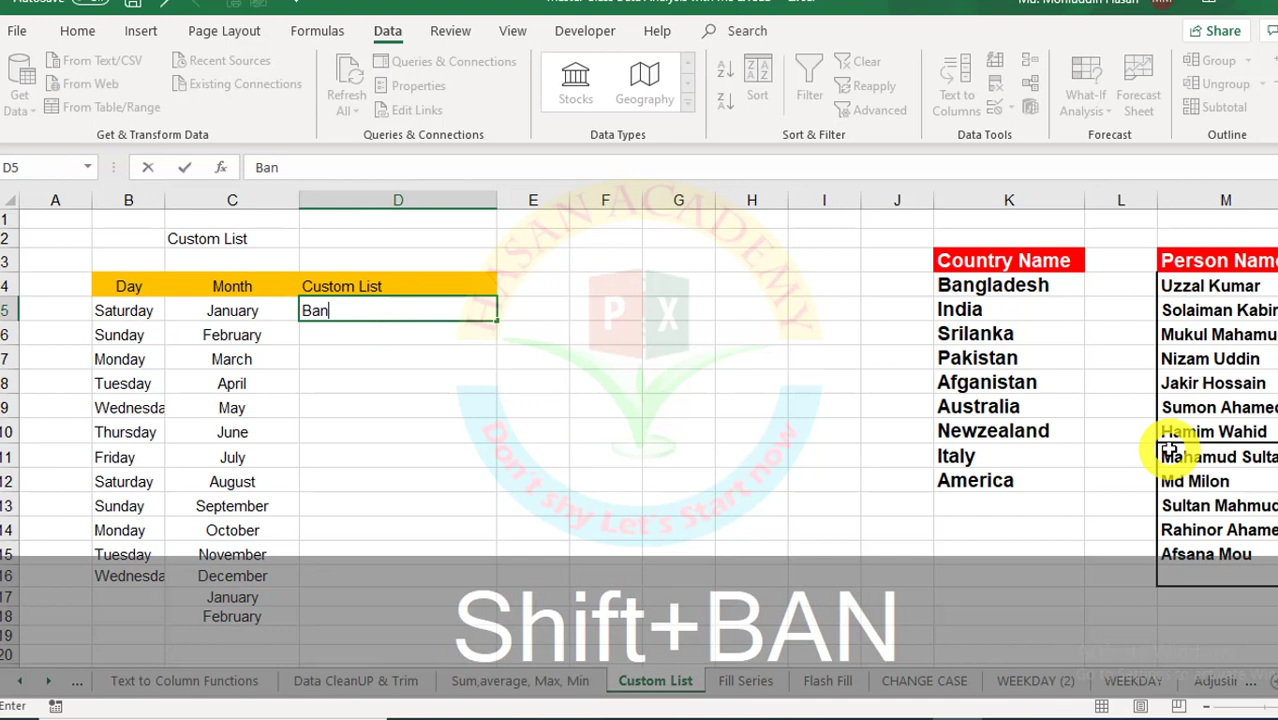 File Home Insert Page Layout Formulas Data Review View Developer Help Search Share
From Text/CSV Recent Sources Queries & Connections Clear Group
Get Data From Web Existing Connections Refresh All Properties Stocks Geography Sort Filter Reapply Text to Columns What-If Analysis Forecast Sheet Ungroup
From Table/Range Edit Links Advanced Subtotal
Get & Transform Data Queries & Connections Data Types Sort & Filter Data Tools Forecast Outline
D5 fx Ban
A B C D E F G H I J K L M
1
2 Custom List
3 Country Name Person Name
4 Day Month Custom List Bangladesh Uzzal Kumar
5 Saturday January Ban India Solaiman Kabir
6 Sunday February Srilanka Mukul Mahamu
7 Monday March Pakistan Nizam Uddin
8 Tuesday April Afganistan Jakir Hossain
9 Wednesda May Australia Sumon Ahamed
10 Thursday June Newzealand Hamim Wahid
11 Friday July Italy Mahamud Sulta
12 Saturday August America Md Milon
13 Sunday September Sultan Mahmud
14 Monday October Rahinor Ahame
15 Tuesday November Afsana Mou
16 Wednesda December
17 January
18 February
19
20
HASAN ACADEMY
P X
Don't shy Let's Start
Shift+BAN
... Text to Column Functions Data CleanUP & Trim Sum,average, Max, Min Custom List Fill Series Flash Fill CHANGE CASE WEEKDAY (2) WEEKDAY Adjustir ...
Enter